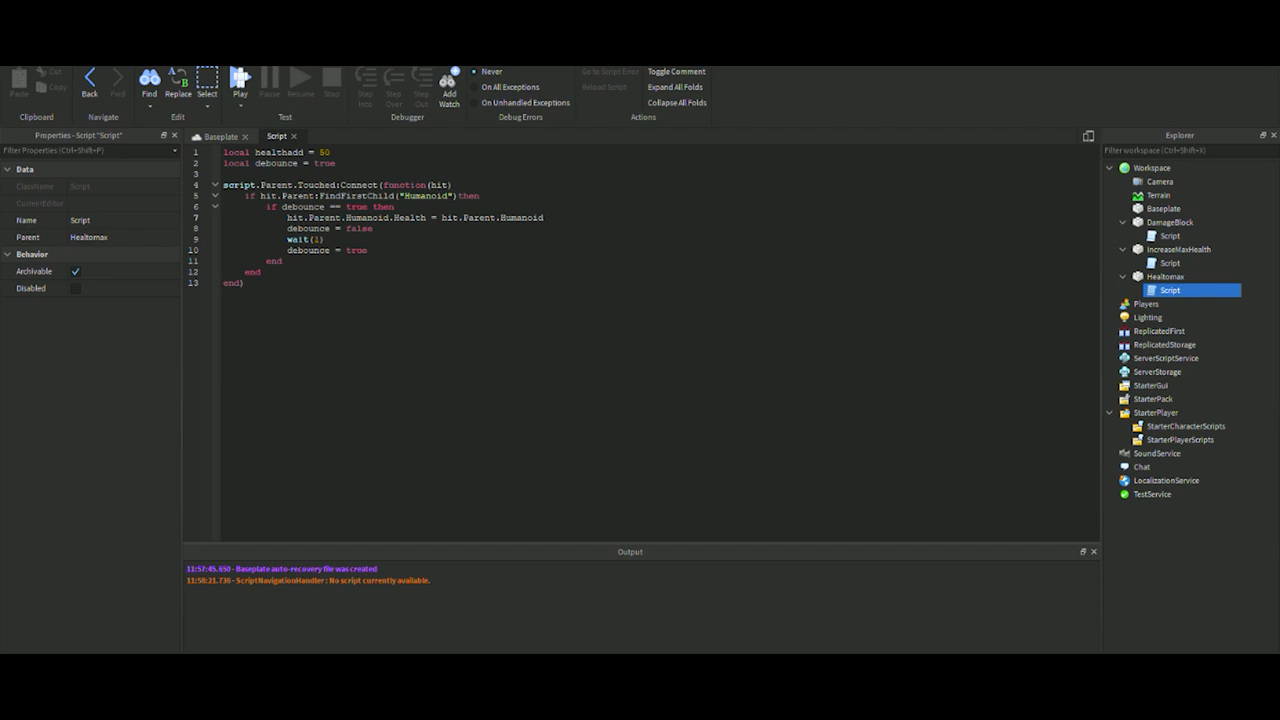 Paste
Cut
Copy
Back
Fwd
Find
Replace
Select
Play
Pause
Resume
Stop
Step Into
Step Over
Step Out
Add Watch
Never
On All Exceptions
On Unhandled Exceptions
Go to Script Error
Reload Script
Toggle Comment
Expand All Folds
Collapse All Folds
Clipboard
Navigate
Edit
Test
Debugger
Debug Errors
Actions
Properties - Script "Script"
Filter Properties (Ctrl+Shift+P)
Data
ClassName Script
CurrentEditor
Name Script
Parent Healtomax
Behavior
Archivable
Disabled
Baseplate
Script
1 local healthadd = 50
2 local debounce = true
3
4 script.Parent.Touched:Connect(function(hit)
5 if hit.Parent:FindFirstChild("Humanoid")then
6 if debounce == true then
7 hit.Parent.Humanoid.Health = hit.Parent.Humanoid
8 debounce = false
9 wait(1)
10 debounce = true
11 end
12 end
13 end)
Output
11:57:45.650 - Baseplate auto-recovery file was created
11:58:21.736 - ScriptNavigationHandler : No script currently available.
Explorer
Filter workspace (Ctrl+Shift+X)
Workspace
Camera
Terrain
Baseplate
DamageBlock
Script
IncreaseMaxHealth
Script
Healtomax
Script
Players
Lighting
ReplicatedFirst
ReplicatedStorage
ServerScriptService
ServerStorage
StarterGui
StarterPack
StarterPlayer
StarterCharacterScripts
StarterPlayerScripts
SoundService
Chat
LocalizationService
TestService